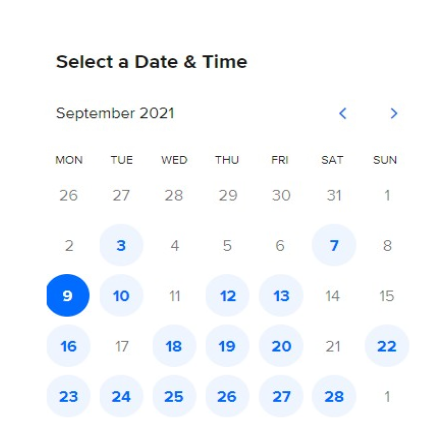 Select a Date & Time
September 2021
MON TUE WED THU FRI SAT SUN
26 27 28 29 30 31 1
2 3 4 5 6 7 8
9 10 11 12 13 14 15
16 17 18 19 20 21 22
23 24 25 26 27 28 1